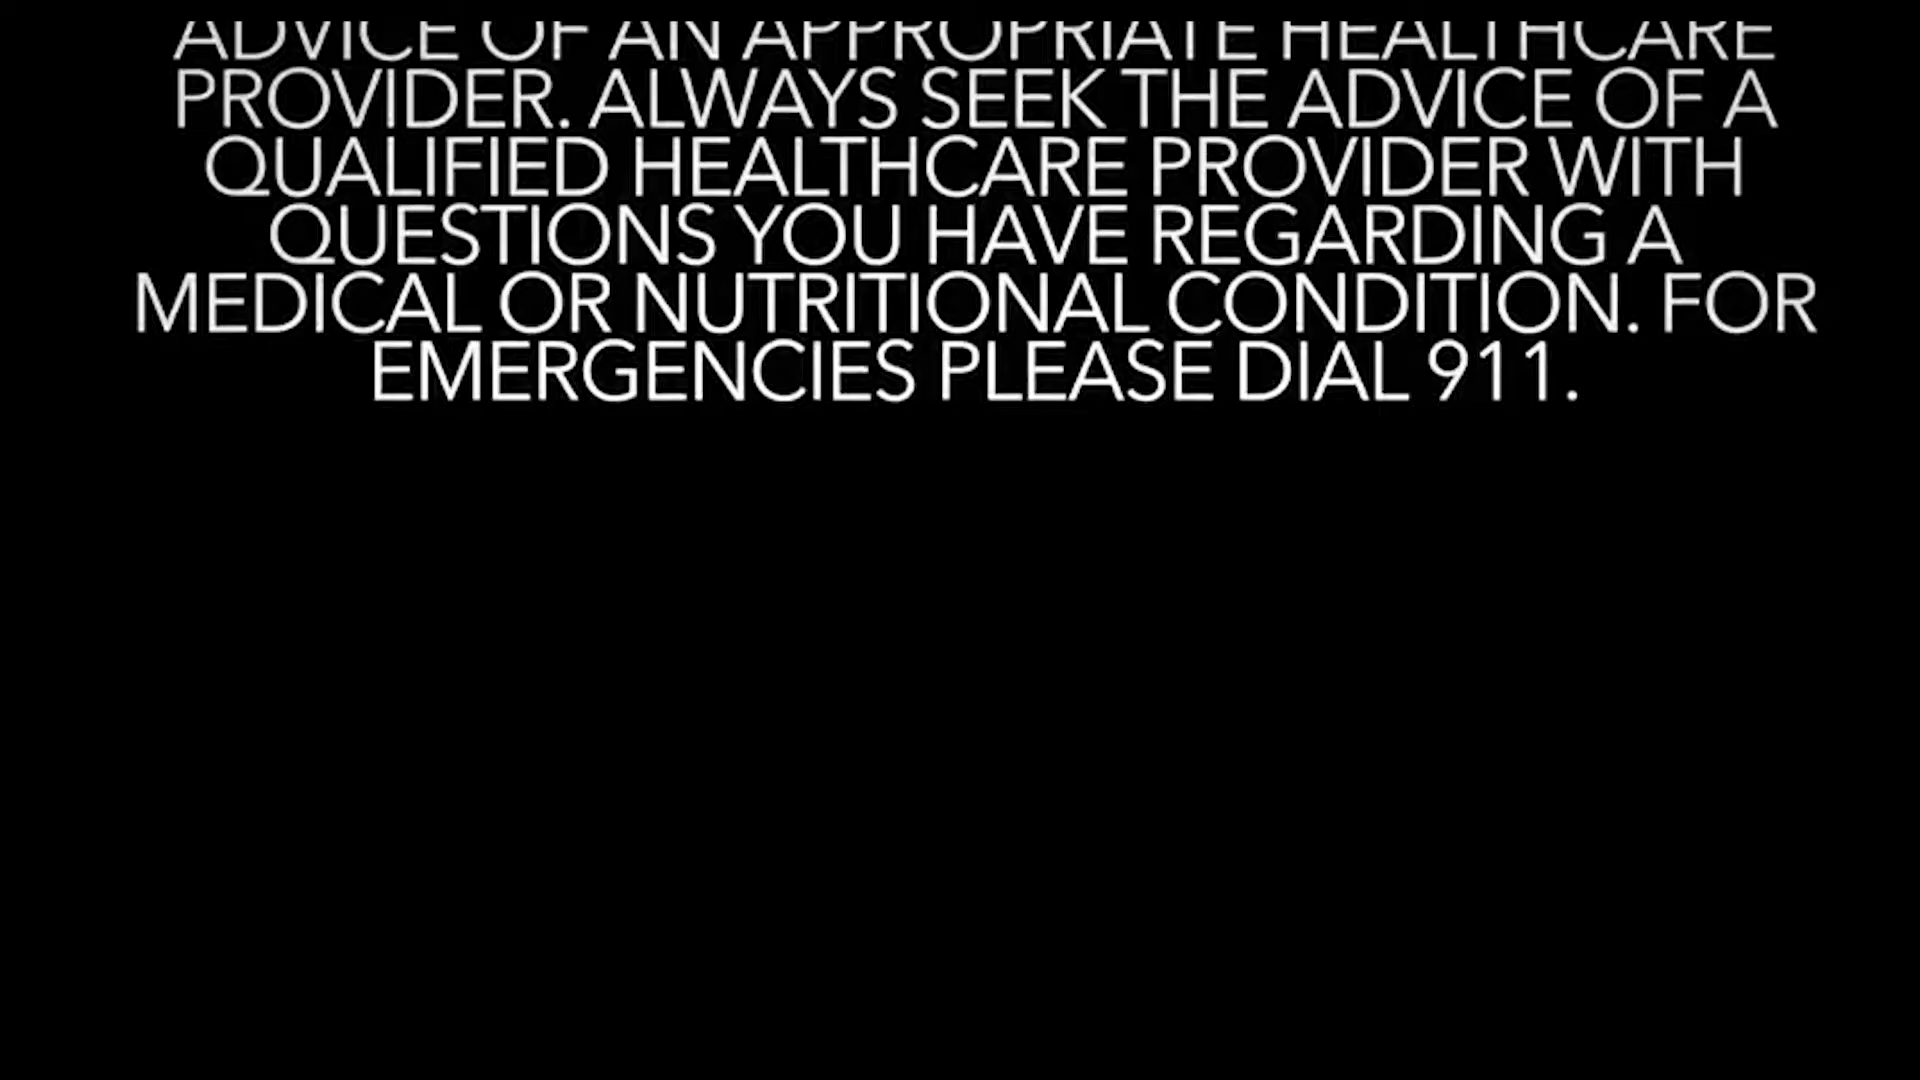 ADVICE OF AN APPROPRIATE HEALTHCARE
PROVIDER. ALWAYS SEEK THE ADVICE OF A
QUALIFIED HEALTHCARE PROVIDER WITH
QUESTIONS YOU HAVE REGARDING A
MEDICAL OR NUTRITIONAL CONDITION. FOR
EMERGENCIES PLEASE DIAL 911.